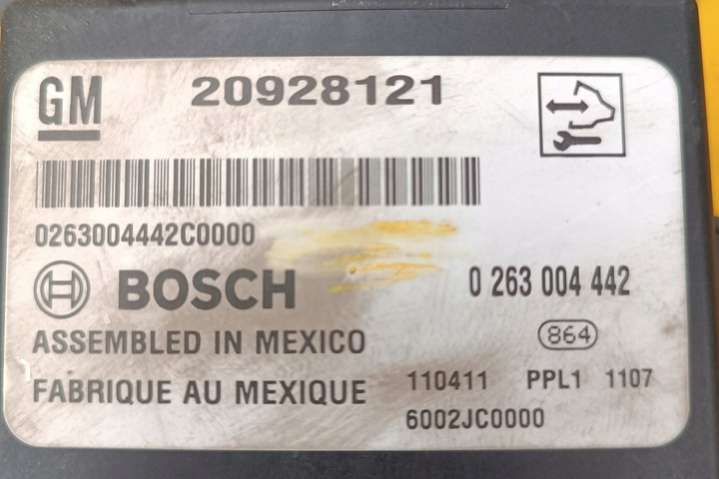 GM 20928121
0263004442C0000
BOSCH 0 263 004 442
ASSEMBLED IN MEXICO 864
FABRIQUE AU MEXIQUE 110411 PPL1 1107
6002JC0000